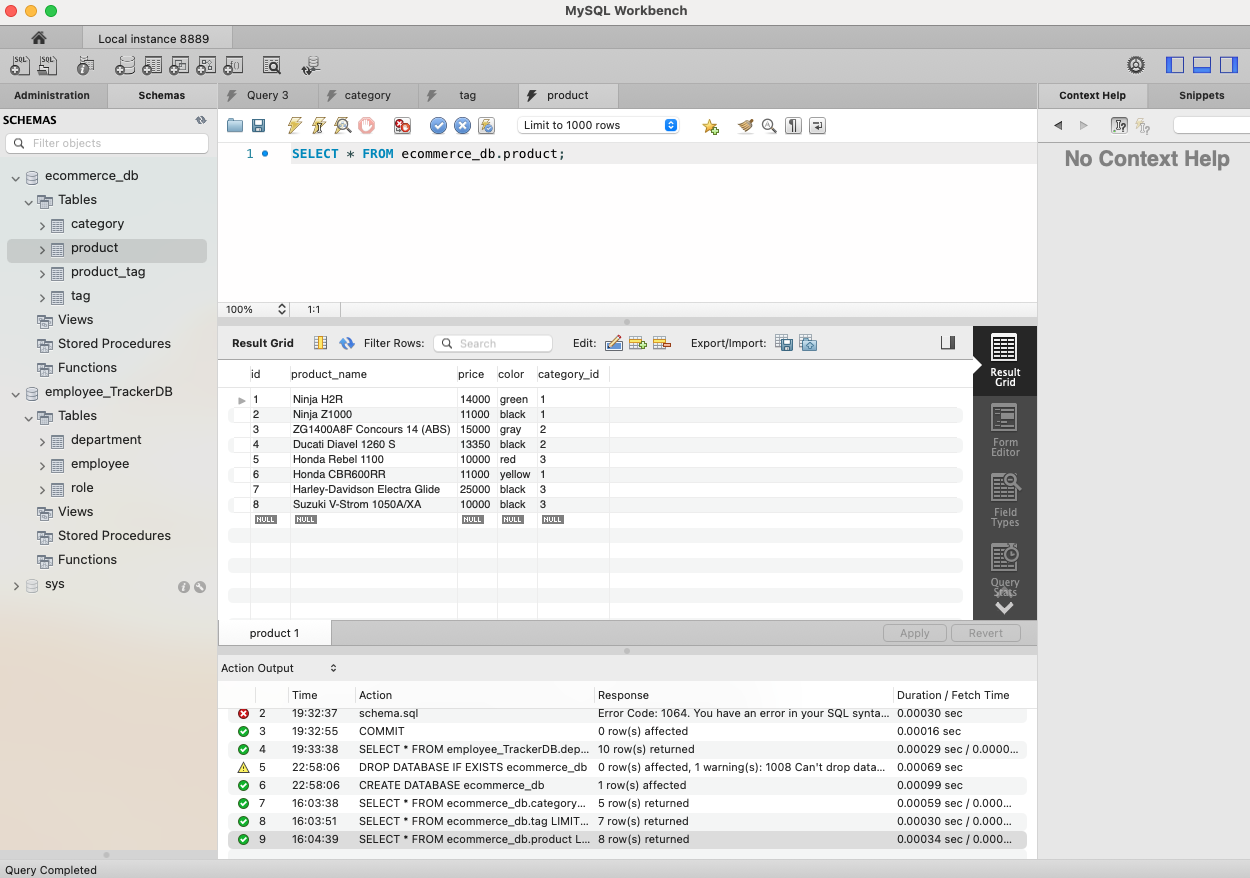 MySQL Workbench
Local instance 8889
Administration Schemas Query 3 category tag product Context Help Snippets
SCHEMAS
Filter objects
Limit to 1000 rows
1 SELECT * FROM ecommerce_db.product;
No Context Help
ecommerce_db
Tables
category
product
product_tag
tag
Views
Stored Procedures
Functions
employee_TrackerDB
Tables
department
employee
role
Views
Stored Procedures
Functions
sys
100% 1:1
Result Grid Filter Rows: Search Edit: Export/Import:
id product_name price color category_id
1 Ninja H2R 14000 green 1
2 Ninja Z1000 11000 black 1
3 ZG1400A8F Concours 14 (ABS) 15000 gray 2
4 Ducati Diavel 1260 S 13350 black 2
5 Honda Rebel 1100 10000 red 3
6 Honda CBR600RR 11000 yellow 1
7 Harley-Davidson Electra Glide 25000 black 3
8 Suzuki V-Strom 1050A/XA 10000 black 3
NULL NULL NULL NULL NULL
Result
Grid
Form
Editor
Field
Types
Query
Stats
product 1 Apply Revert
Action Output
Time Action Response Duration / Fetch Time
2 19:32:37 schema.sql Error Code: 1064. You have an error in your SQL synta... 0.00030 sec
3 19:32:55 COMMIT 0 row(s) affected 0.00016 sec
4 19:33:38 SELECT * FROM employee_TrackerDB.dep... 10 row(s) returned 0.00029 sec / 0.0000...
5 22:58:06 DROP DATABASE IF EXISTS ecommerce_db 0 row(s) affected, 1 warning(s): 1008 Can't drop data... 0.00069 sec
6 22:58:06 CREATE DATABASE ecommerce_db 1 row(s) affected 0.00099 sec
7 16:03:38 SELECT * FROM ecommerce_db.category... 5 row(s) returned 0.00059 sec / 0.000...
8 16:03:51 SELECT * FROM ecommerce_db.tag LIMIT... 7 row(s) returned 0.00038 sec / 0.000...
9 16:04:39 SELECT * FROM ecommerce_db.product L... 8 row(s) returned 0.00034 sec / 0.000...
Query Completed